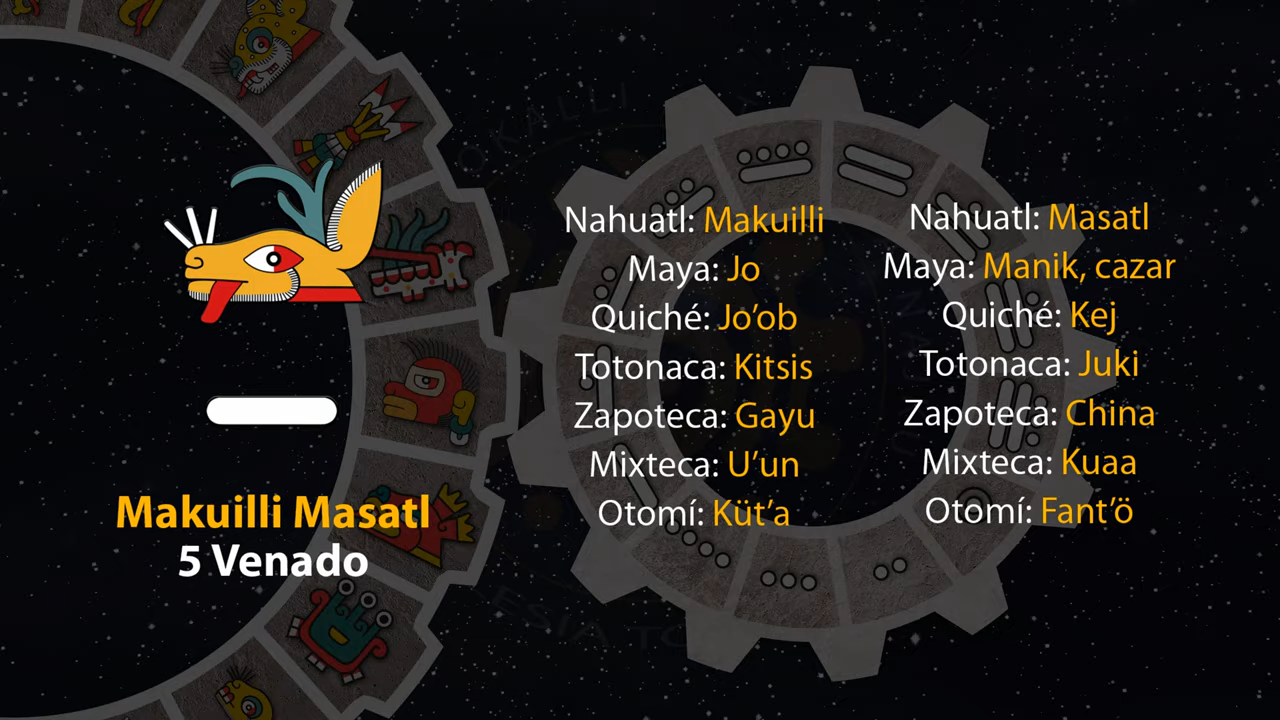 Makuilli Masatl
5 Venado
Nahuatl: Makuilli
Maya: Jo
Quiché: Jo’ob
Totonaca: Kitsis
Zapoteca: Gayu
Mixteca: U’un
Otomí: Küt’a
Nahuatl: Masatl
Maya: Manik, cazar
Quiché: Kej
Totonaca: Juki
Zapoteca: China
Mixteca: Kuaa
Otomí: Fant’ö